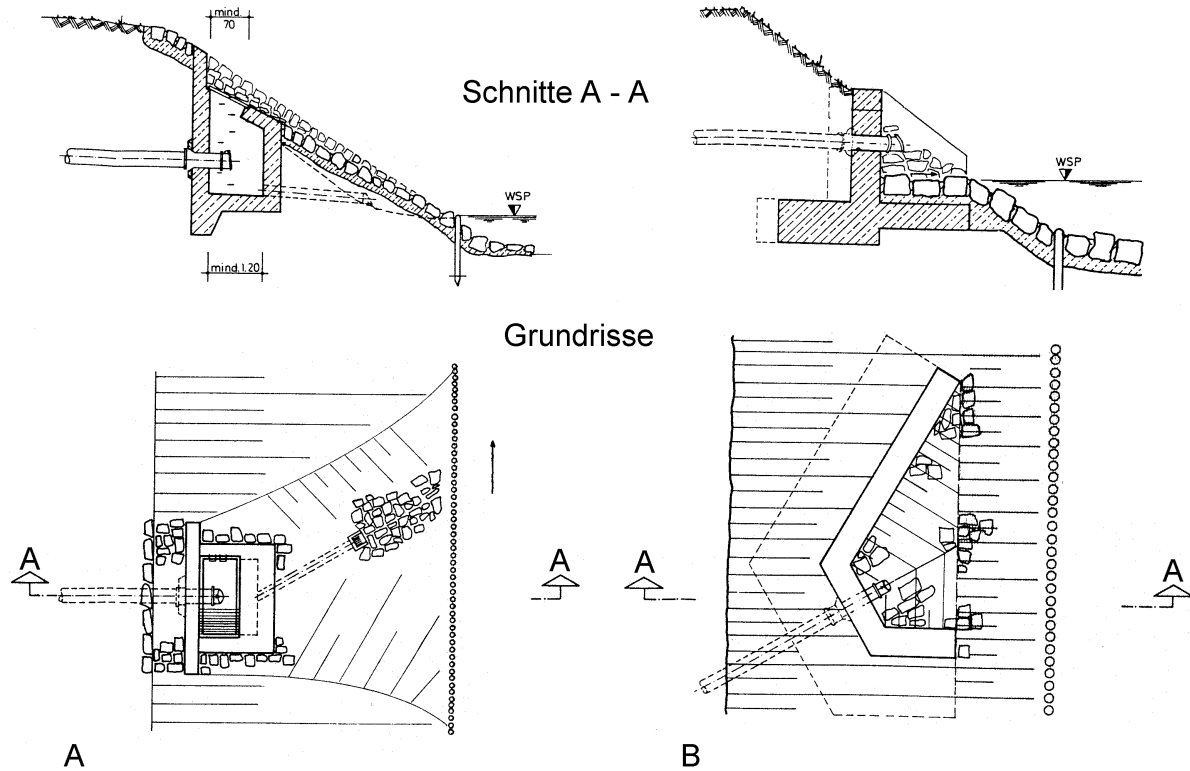 mind.
70
Schnitte A - A
WSP
WSP
mind. 1.20
Grundrisse
A
A
A
A
A
B